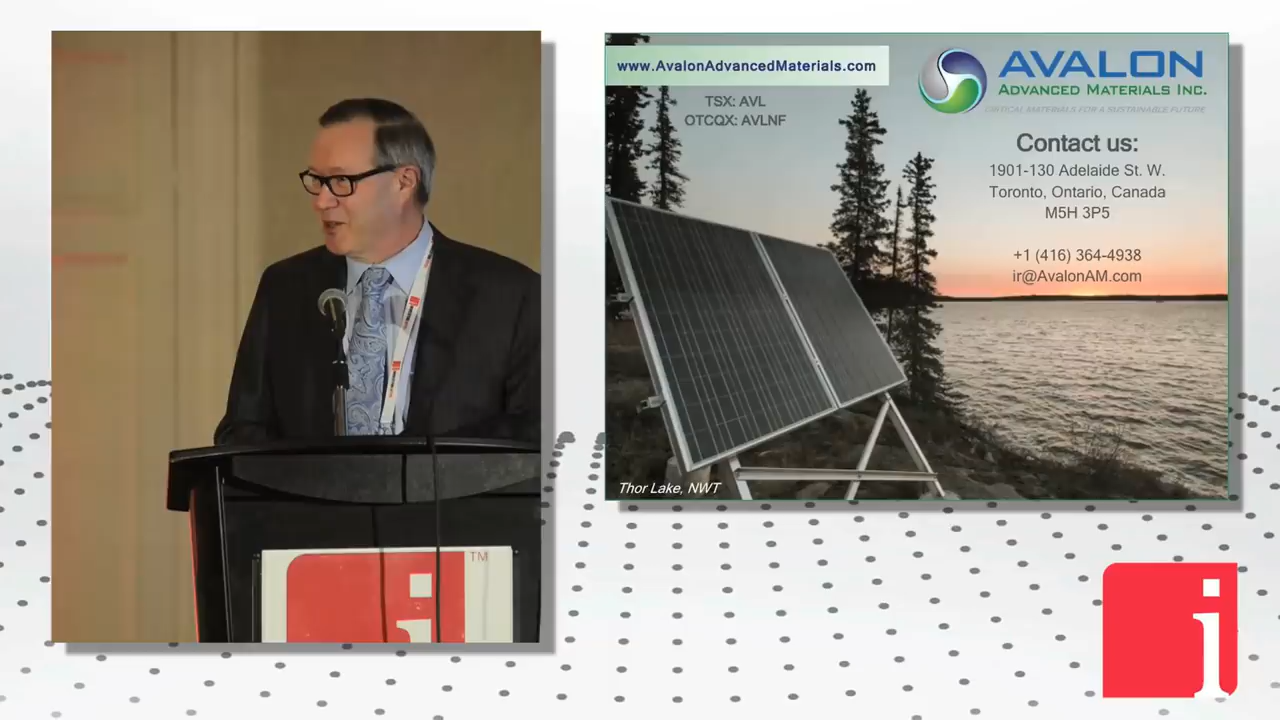 www.AvalonAdvancedMaterials.com
TSX: AVL
OTCQX: AVLNF
AVALON
ADVANCED MATERIALS INC.
CRITICAL MATERIALS FOR A SUSTAINABLE FUTURE
Contact us:
1901-130 Adelaide St. W.
Toronto, Ontario, Canada
M5H 3P5
+1 (416) 364-4938
ir@AvalonAM.com
Thor Lake, NWT
i
TM
i